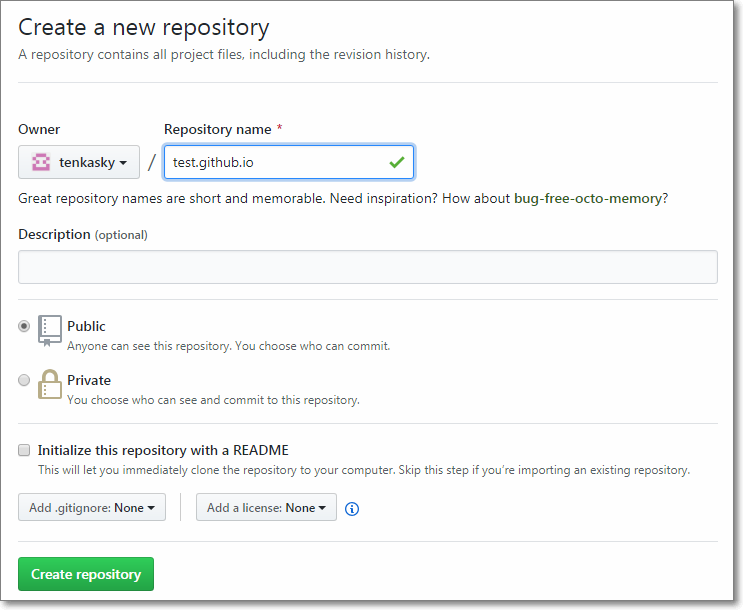 Create a new repository
A repository contains all project files, including the revision history.
Owner
Repository name *
tenkasky
/
test.github.io
Great repository names are short and memorable. Need inspiration? How about bug-free-octo-memory?
Description (optional)
Public
Anyone can see this repository. You choose who can commit.
Private
You choose who can see and commit to this repository.
Initialize this repository with a README
This will let you immediately clone the repository to your computer. Skip this step if you're importing an existing repository.
Add .gitignore: None
Add a license: None
Create repository